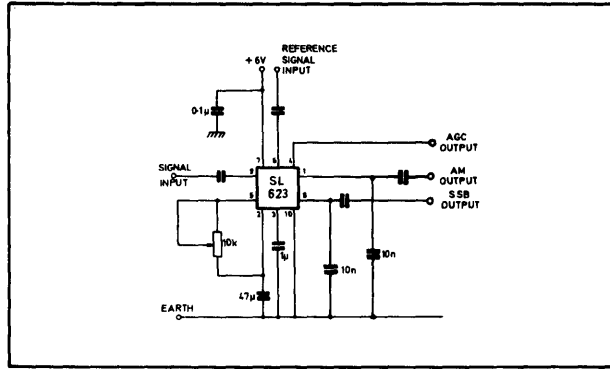 REFERENCE
SIGNAL
INPUT
+6V
0·1µ
AGC
OUTPUT
7 6 4
SIGNAL
INPUT
9 SL 1
AM
OUTPUT
5 623 8
SSB
OUTPUT
2 3 10
10k
1µ
10n
10n
47µ
EARTH